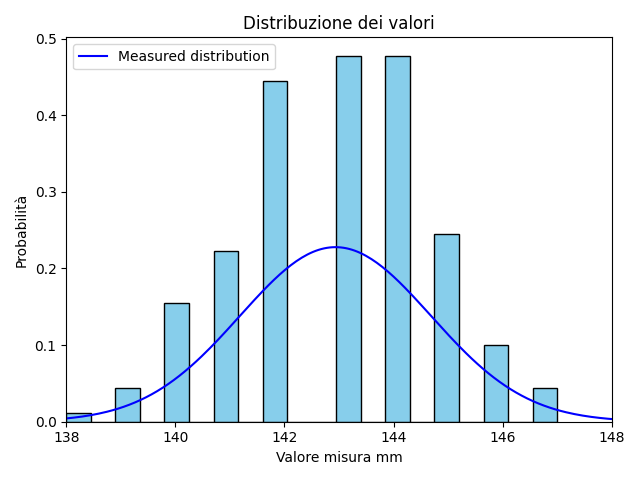 Distribuzione dei valori
Measured distribution
Probabilità
0.5
0.4
0.3
0.2
0.1
0.0
138 140 142 144 146 148
Valore misura mm